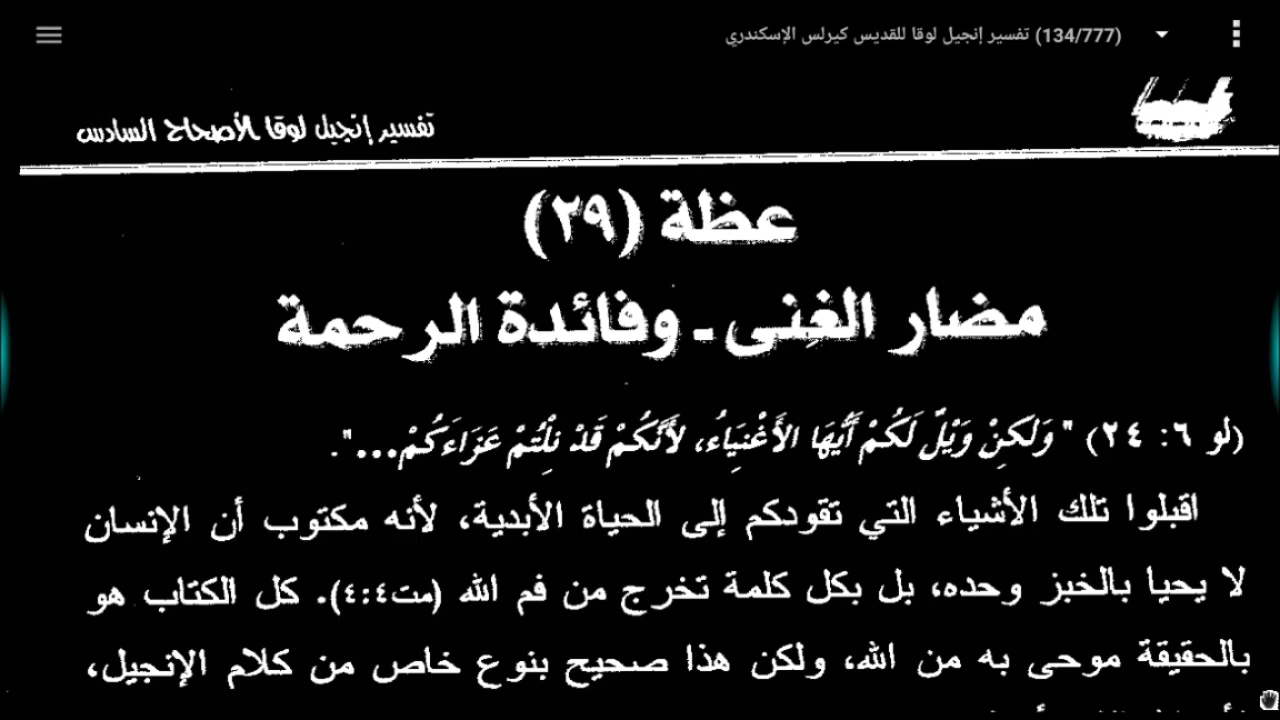 تفسير إنجيل لوقا للقديس كيرلس الإسكندري (134/777)
تفسير إنجيل لوقا الأصحاح السادس
عظة (٢٩)
مضار الغِنى - وفائدة الرحمة
(لو ٦: ٢٤) "وَلَكِنْ وَيْلٌ لَكُمْ أَيُّهَا الأَغْنِيَاءُ، لأَنَّكُمْ قَدْ نِلْتُمْ عَزَاءَكُمْ...".
اقبلوا تلك الأشياء التي تقودكم إلى الحياة الأبدية، لأنه مكتوب أن الإنسان
لا يحيا بالخبز وحده، بل بكل كلمة تخرج من فم الله (مت٤:٤). كل الكتاب هو
بالحقيقة موحى به من الله، ولكن هذا صحيح بنوع خاص من كلام الإنجيل،